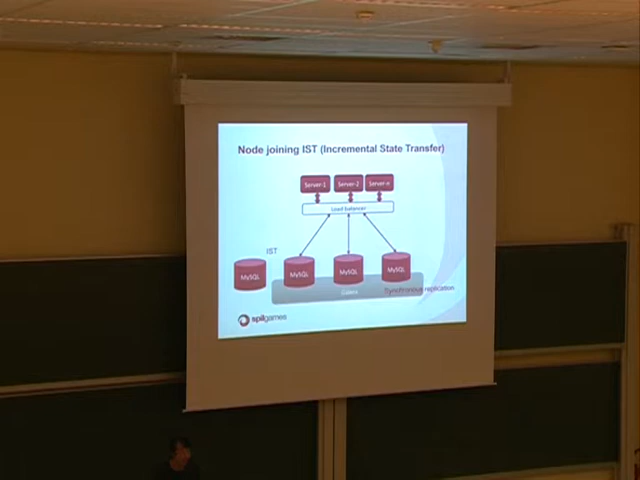 Node joining IST (Incremental State Transfer)
Server-1 Server-2 Server-n
Load balancer
IST
MySQL MySQL MySQL MySQL
Galera
Synchronous replication
spilgames